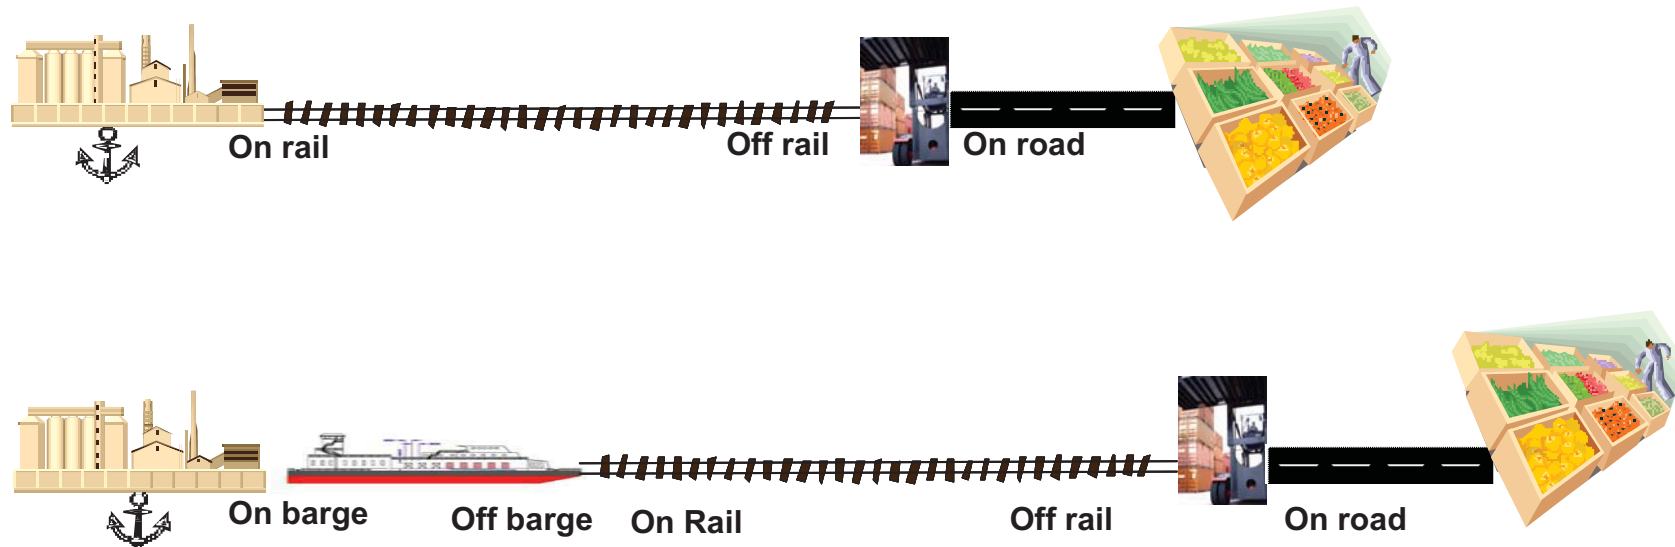 On rail
Off rail
On road
On barge
Off barge
On Rail
Off rail
On road